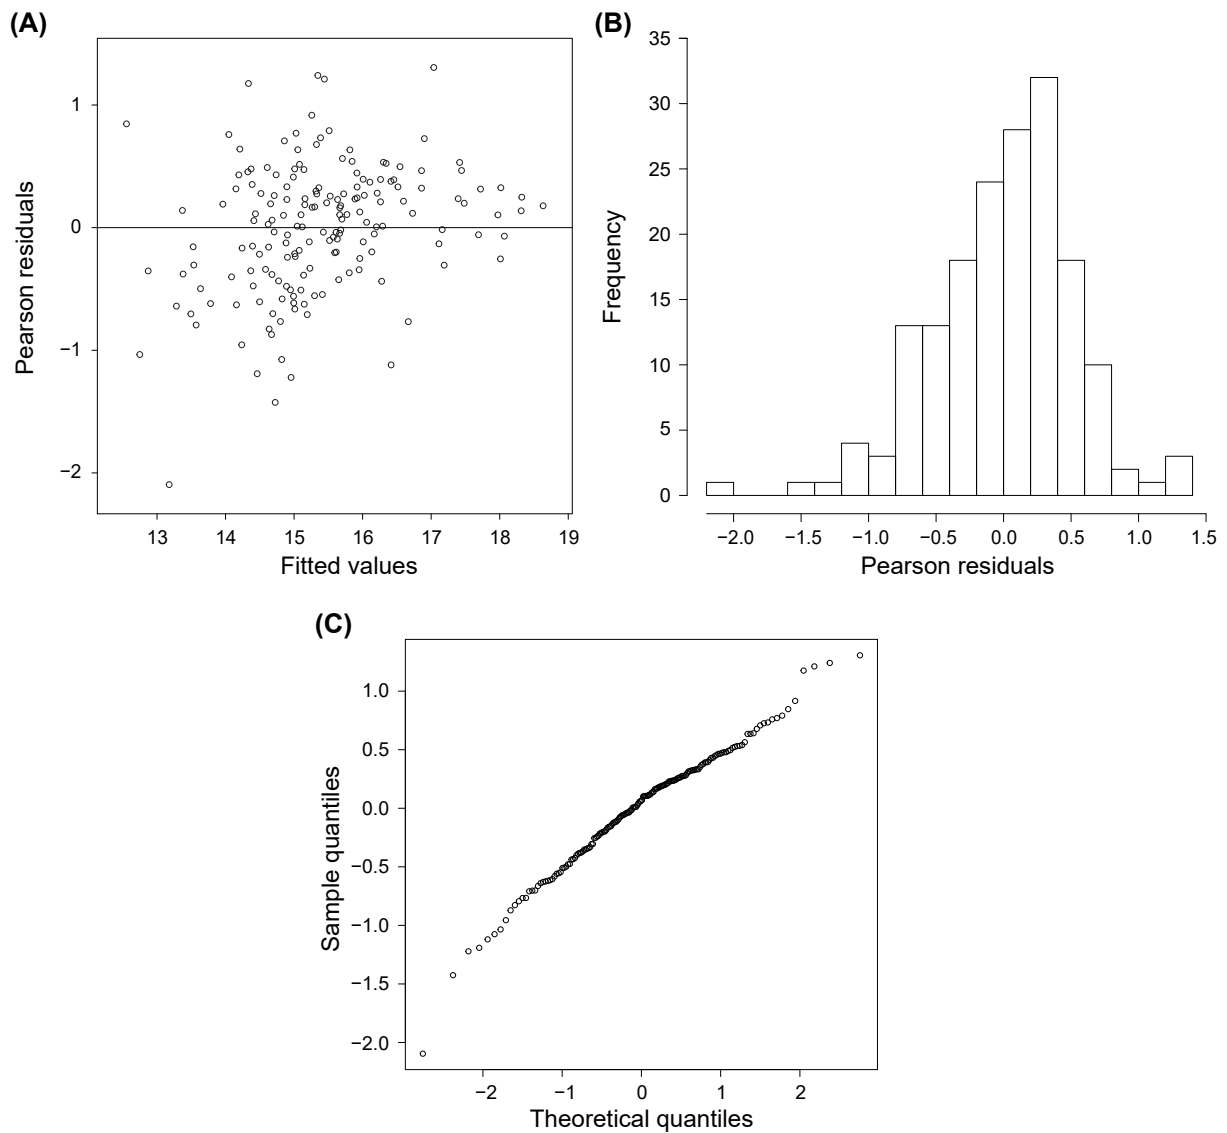 (A)
Pearson residuals
1
0
−1
−2
13 14 15 16 17 18 19
Fitted values
(B)
Frequency
35
30
25
20
15
10
5
0
−2.0 −1.5 −1.0 −0.5 0.0 0.5 1.0 1.5
Pearson residuals
(C)
Sample quantiles
1.0
0.5
0.0
−0.5
−1.0
−1.5
−2.0
−2 −1 0 1 2
Theoretical quantiles